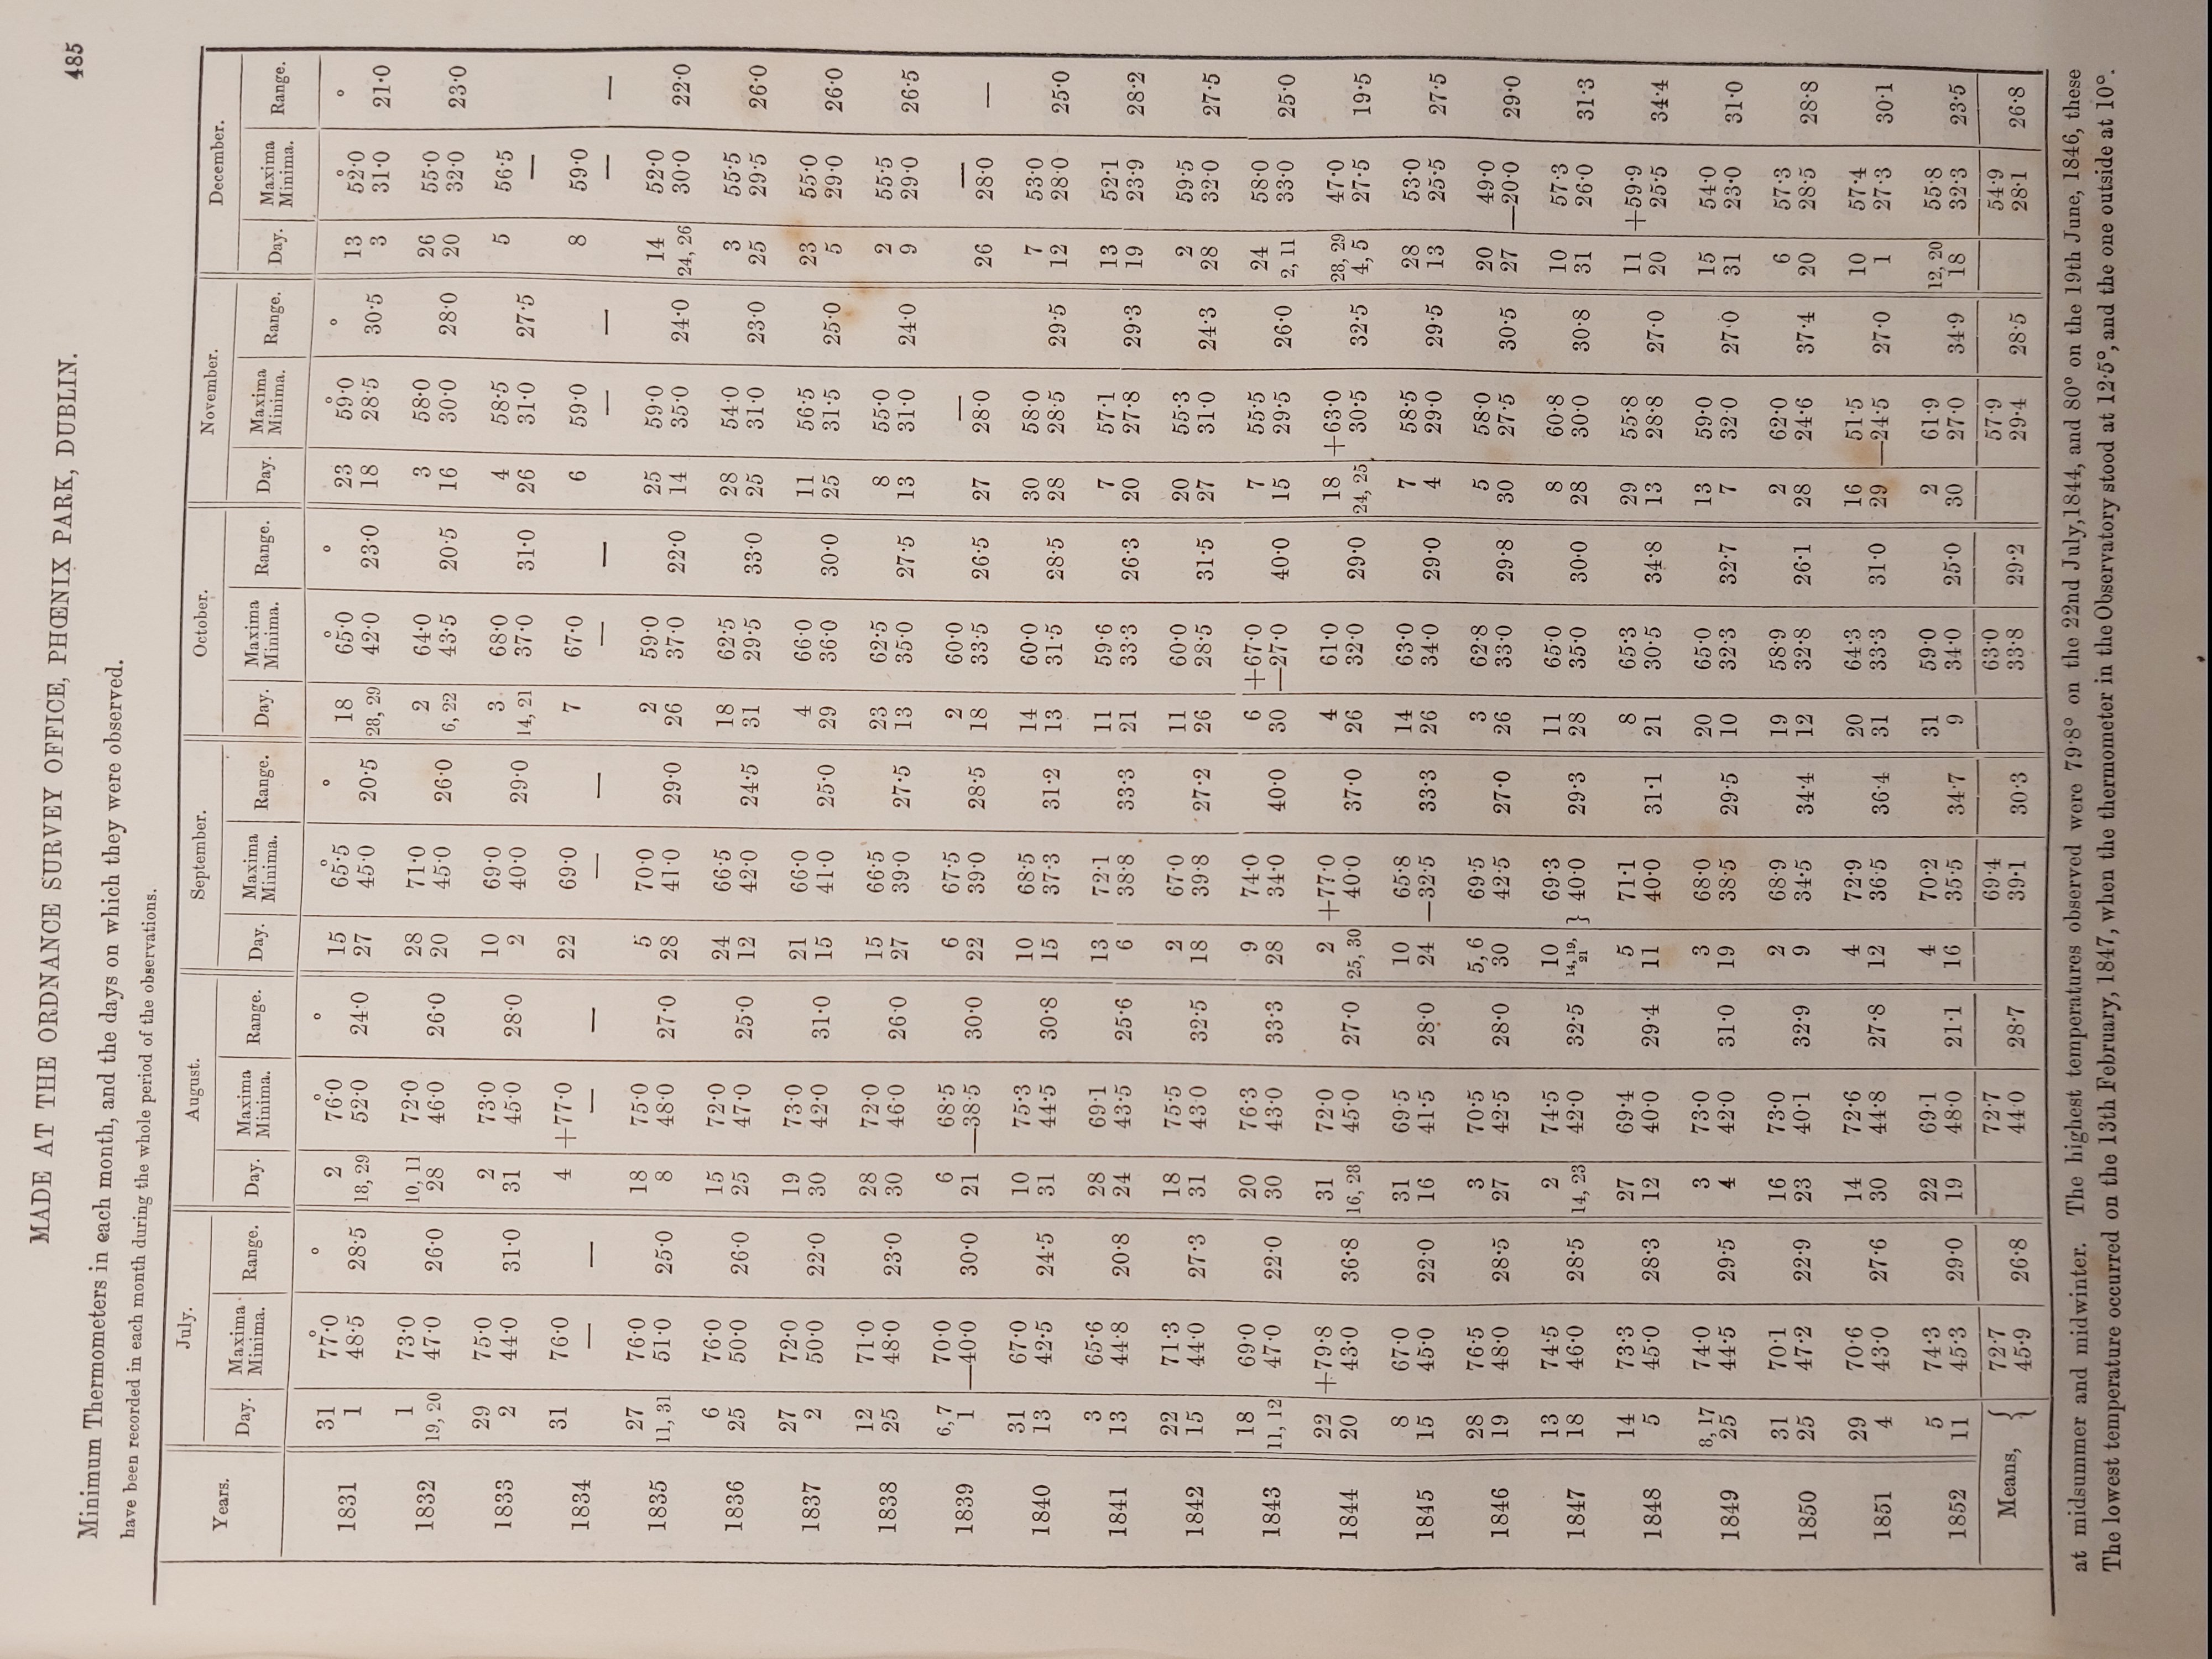 MADE AT THE ORDNANCE SURVEY OFFICE, PHŒNIX PARK, DUBLIN.
485
Minimum Thermometers in each month, and the days on which they were observed.
have been recorded in each month during the whole period of the observations.
Years. July. August. September. October. November. December.
Day. Maxima Minima. Range. Day. Maxima Minima. Range. Day. Maxima Minima. Range. Day. Maxima Minima. Range. Day. Maxima Minima. Range. Day. Maxima Minima. Range.
° ° ° ° ° ° ° ° ° ° ° °
31 77·0 2 76·0 15 65·5 18 65·0 23 59·0 13 52·0
1831 1 48·5 28·5 18, 29 52·0 24·0 27 45·0 20·5 28, 29 42·0 23·0 18 28·5 30·5 3 31·0 21·0
1 73·0 10, 11 72·0 28 71·0 2 64·0 3 58·0 26 55·0
1832 19, 20 47·0 26·0 28 46·0 26·0 20 45·0 26·0 6, 22 43·5 20·5 16 30·0 28·0 20 32·0 23·0
29 75·0 2 73·0 10 69·0 3 68·0 4 58·5 5 56·5
1833 2 44·0 31·0 31 45·0 28·0 2 40·0 29·0 14, 21 37·0 31·0 26 31·0 27·5 —
31 76·0 4 +77·0 22 69·0 7 67·0 6 59·0 8 59·0
1834 — — — — — — — — — — — —
27 76·0 18 75·0 5 70·0 2 59·0 25 59·0 14 52·0
1835 11, 31 51·0 25·0 8 48·0 27·0 28 41·0 29·0 26 37·0 22·0 14 35·0 24·0 24, 26 30·0 22·0
6 76·0 15 72·0 24 66·5 18 62·5 28 54·0 3 55·5
1836 25 50·0 26·0 25 47·0 25·0 12 42·0 24·5 31 29·5 33·0 25 31·0 23·0 25 29·5 26·0
27 72·0 19 73·0 21 66·0 4 66·0 11 56·5 23 55·0
1837 2 50·0 22·0 30 42·0 31·0 15 41·0 25·0 29 36·0 30·0 25 31·5 25·0 5 29·0 26·0
12 71·0 28 72·0 15 66·5 23 62·5 8 55·0 2 55·5
1838 25 48·0 23·0 30 46·0 26·0 27 39·0 27·5 13 35·0 27·5 13 31·0 24·0 9 29·0 26·5
6, 7 70·0 6 68·5 6 67·5 2 60·0 — —
1839 1 —40·0 30·0 21 —38·5 30·0 22 39·0 28·5 18 33·5 26·5 27 28·0 26 28·0 —
31 67·0 10 75·3 10 68·5 14 60·0 30 58·0 7 53·0
1840 13 42·5 24·5 31 44·5 30·8 15 37·3 31·2 13 31·5 28·5 28 28·5 29·5 12 28·0 25·0
3 65·6 28 69·1 13 72·1 11 59·6 7 57·1 13 52·1
1841 13 44·8 20·8 24 43·5 25·6 6 38·8 33·3 21 33·3 26·3 20 27·8 29·3 19 23·9 28·2
22 71·3 18 75·5 2 67·0 11 60·0 20 55·3 2 59·5
1842 15 44·0 27·3 31 43·0 32·5 18 39·8 27·2 26 28·5 31·5 27 31·0 24·3 28 32·0 27·5
18 69·0 20 76·3 9 74·0 6 +67·0 7 55·5 24 58·0
1843 11, 12 47·0 22·0 30 43·0 33·3 28 34·0 40·0 30 —27·0 40·0 15 29·5 26·0 2, 11 33·0 25·0
22 +79·8 31 72·0 2 +77·0 4 61·0 18 +63·0 28, 29 47·0
1844 20 43·0 36·8 16, 28 45·0 27·0 25, 30 40·0 37·0 26 32·0 29·0 24, 25 30·5 32·5 4, 5 27·5 19·5
8 67·0 31 69·5 10 65·8 14 63·0 7 58·5 28 53·0
1845 15 45·0 22·0 16 41·5 28·0 24 —32·5 33·3 26 34·0 29·0 4 29·0 29·5 13 25·5 27·5
28 76·5 3 70·5 5, 6 69·5 3 62·8 5 58·0 20 49·0
1846 19 48·0 28·5 27 42·5 28·0 30 42·5 27·0 26 33·0 29·8 30 27·5 30·5 27 —20·0 29·0
13 74·5 2 74·5 10 69·3 11 65·0 8 60·8 10 57·3
1847 18 46·0 28·5 14, 23 42·0 32·5 14, 19, 21 } 40·0 29·3 28 35·0 30·0 28 30·0 30·8 31 26·0 31·3
14 73·3 27 69·4 5 71·1 8 65·3 29 55·8 11 +59·9
1848 5 45·0 28·3 12 40·0 29·4 11 40·0 31·1 21 30·5 34·8 13 28·8 27·0 20 25·5 34·4
8, 17 74·0 3 73·0 3 68·0 20 65·0 13 59·0 15 54·0
1849 25 44·5 29·5 4 42·0 31·0 19 38·5 29·5 10 32·3 32·7 7 32·0 27·0 31 23·0 31·0
31 70·1 16 73·0 2 68·9 19 58·9 2 62·0 6 57·3
1850 25 47·2 22·9 23 40·1 32·9 9 34·5 34·4 12 32·8 26·1 28 24·6 37·4 20 28·5 28·8
29 70·6 14 72·6 4 72·9 20 64·3 16 51·5 10 57·4
1851 4 43·0 27·6 30 44·8 27·8 12 36·5 36·4 31 33·3 31·0 29 —24·5 27·0 1 27·3 30·1
5 74·3 22 69·1 4 70·2 31 59·0 2 61·9 12, 20 55·8
1852 11 45·3 29·0 19 48·0 21·1 16 35·5 34·7 9 34·0 25·0 30 27·0 34·9 18 32·3 23·5
72·7 72·7 69·4 63·0 57·9 54·9
Means, { 45·9 26·8 44·0 28·7 39·1 30·3 33·8 29·2 29·4 28·5 28·1 26·8
at midsummer and midwinter. The highest temperatures observed were 79·8° on the 22nd July, 1844, and 80° on the 19th June, 1846, these
The lowest temperature occurred on the 13th February, 1847, when the thermometer in the Observatory stood at 12·5°, and the one outside at 10°.